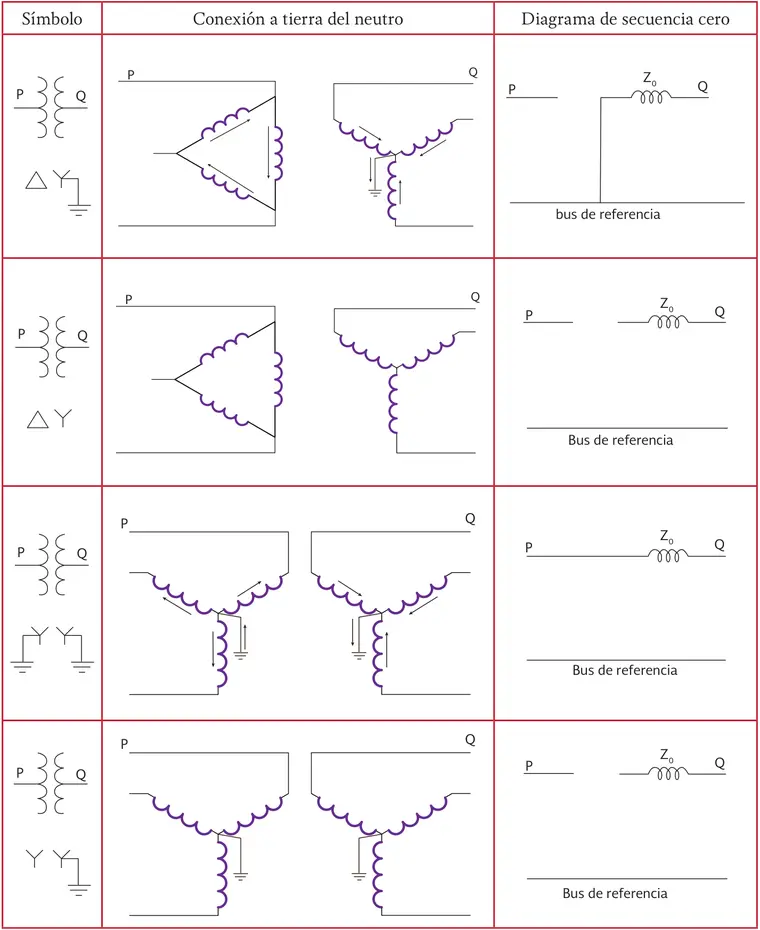 Símbolo Conexión a tierra del neutro Diagrama de secuencia cero
P Q
P Q
P Z₀ Q
bus de referencia
P Q
P Q
P Z₀ Q
Bus de referencia
P Q
P Q
P Z₀ Q
Bus de referencia
P Q
P Q
P Z₀ Q
Bus de referencia